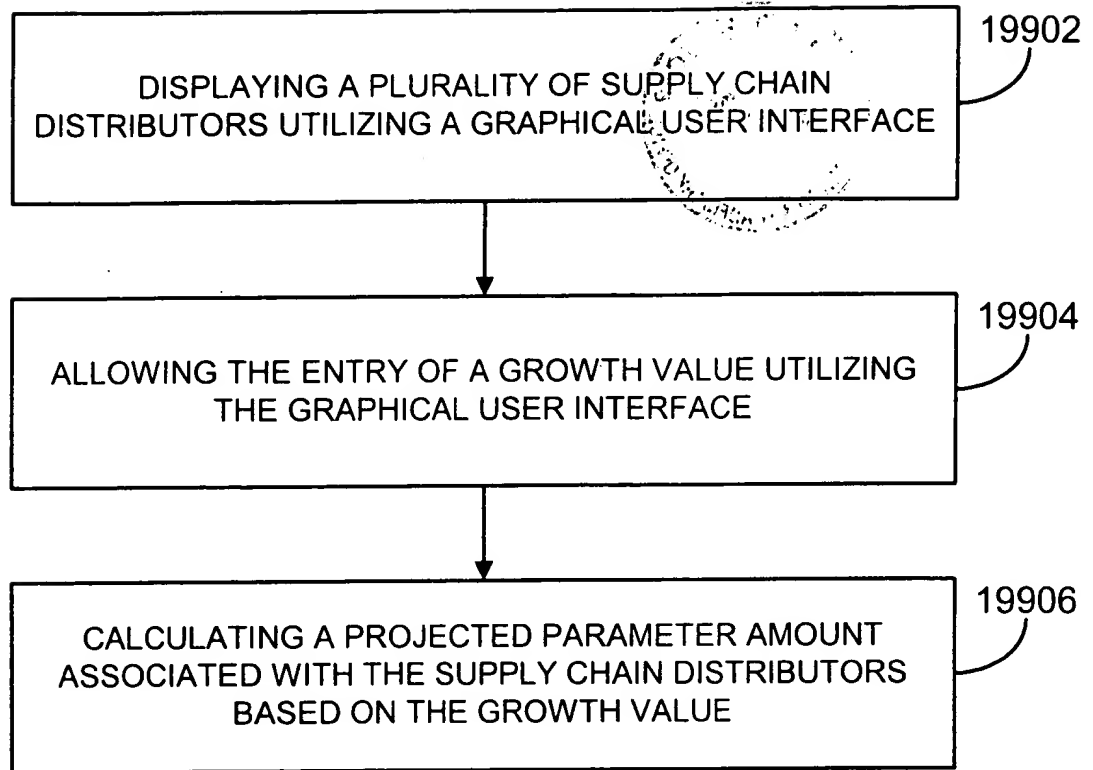 19902
DISPLAYING A PLURALITY OF SUPPLY CHAIN
DISTRIBUTORS UTILIZING A GRAPHICAL USER INTERFACE
19904
ALLOWING THE ENTRY OF A GROWTH VALUE UTILIZING
THE GRAPHICAL USER INTERFACE
19906
CALCULATING A PROJECTED PARAMETER AMOUNT
ASSOCIATED WITH THE SUPPLY CHAIN DISTRIBUTORS
BASED ON THE GROWTH VALUE